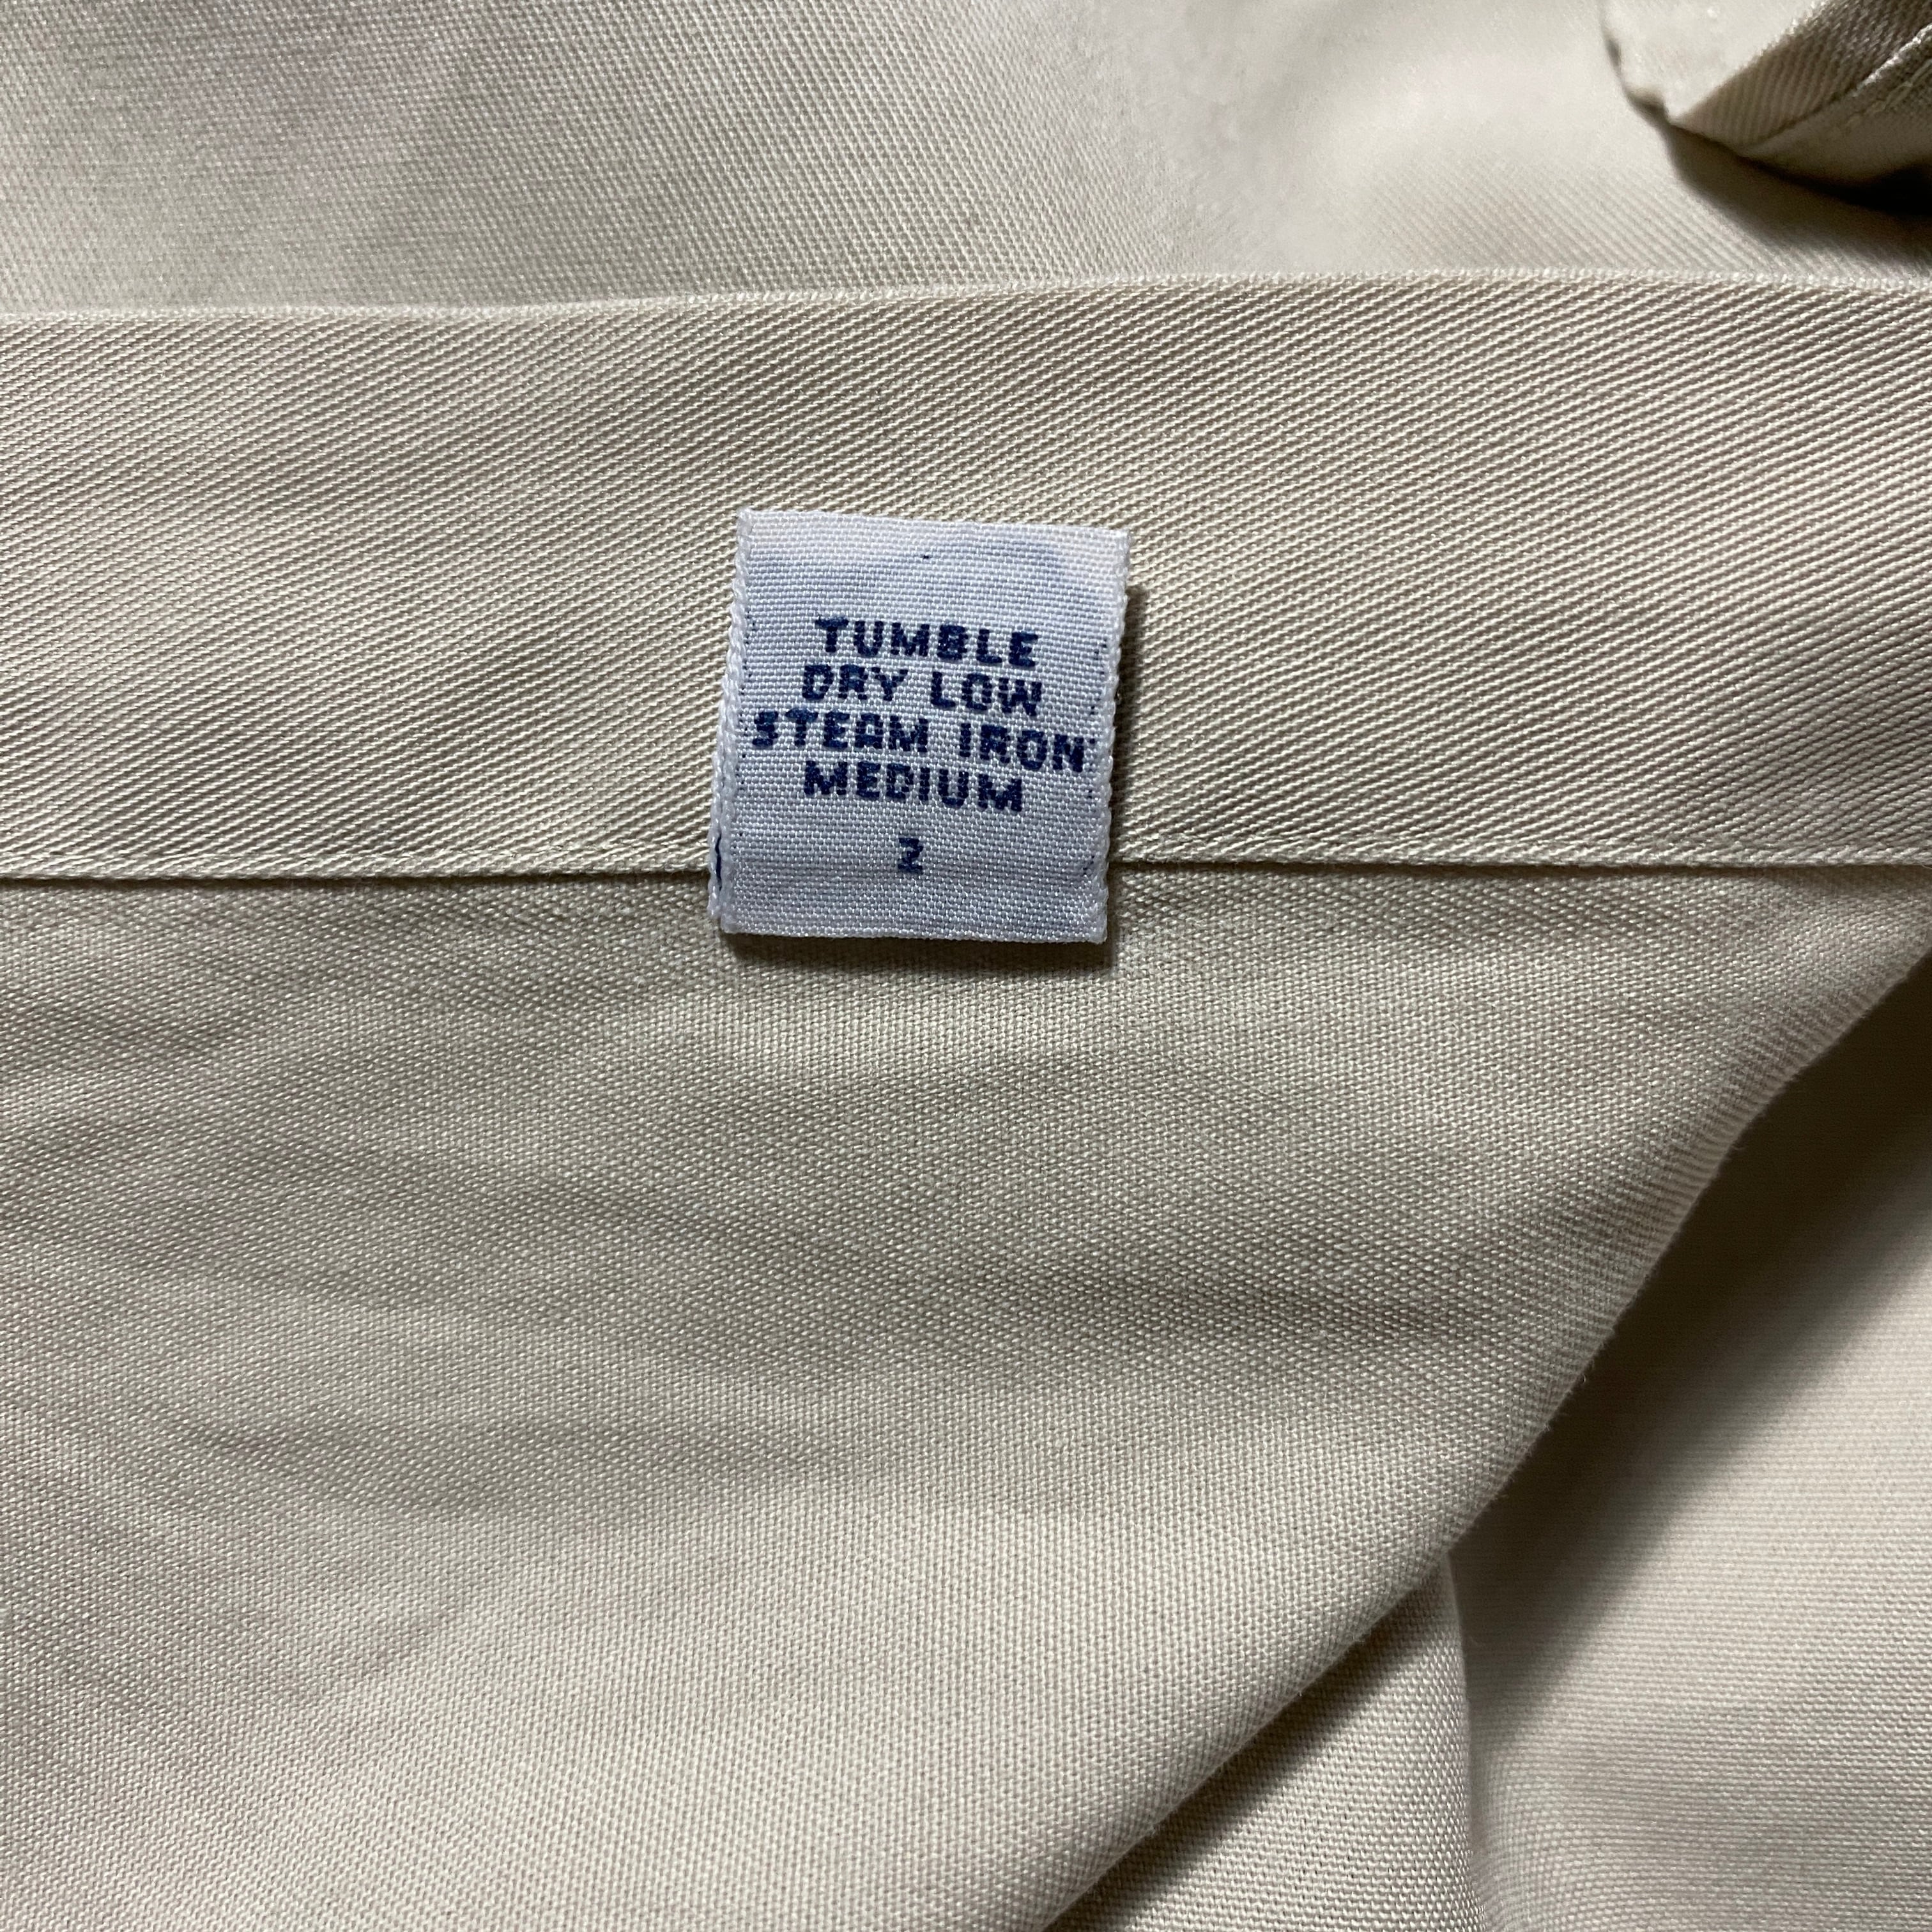 TUMBLE
DRY LOW
STEAM IRON
MEDIUM
2